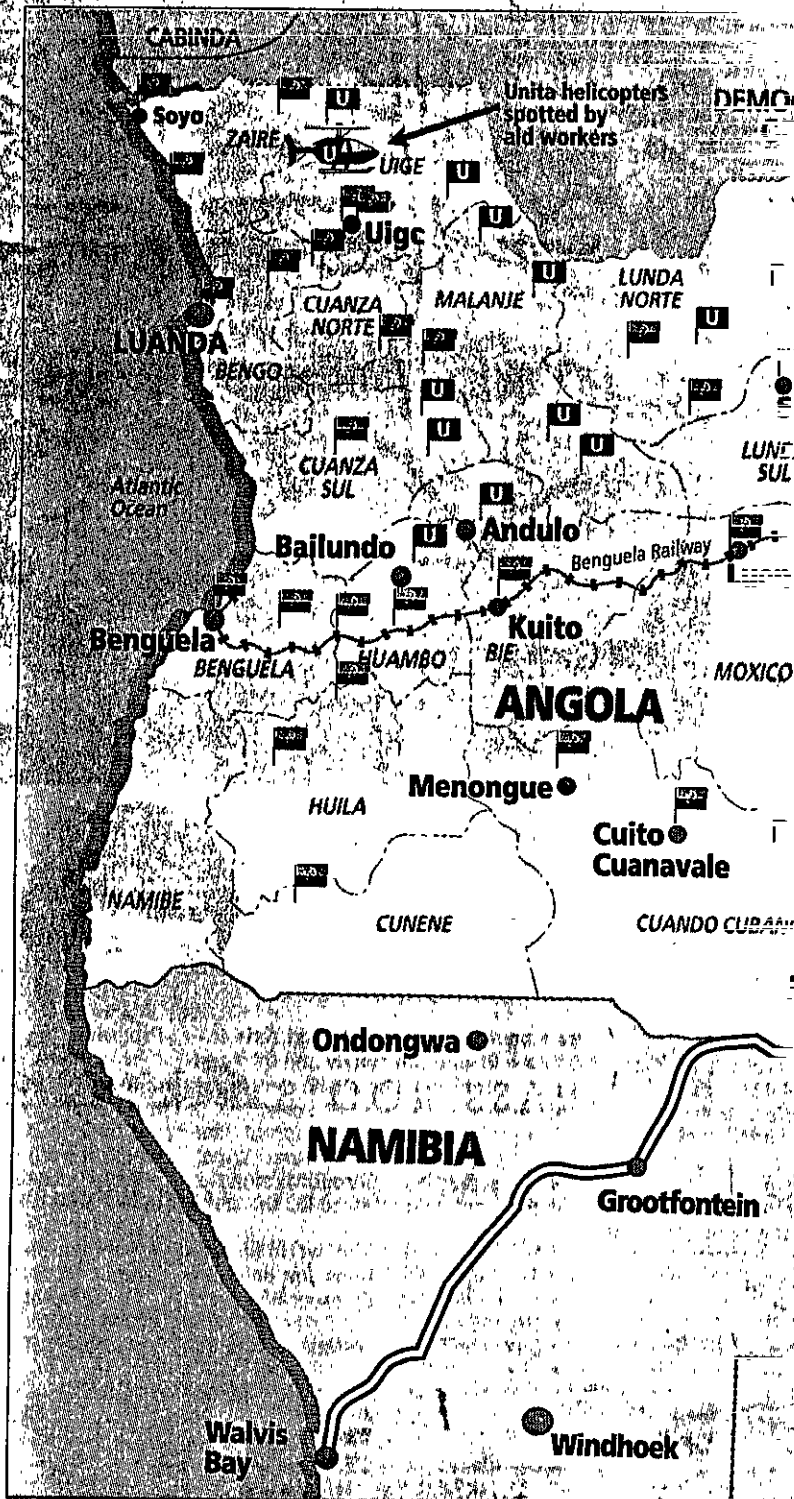 CABINDA
Unita helicopters
spotted by
aid workers
Soyo
ZAIRE
U
U
UIGE
U
Uige
U
U
LUNDA
NORTE
CUANZA
NORTE
MALANJE
U
LUANDA
BENGO
U
U
U
U
CUANZA
SUL
SUL
Atlantic
Ocean
U
Andulo
Bailundo
U
Benguela Railway
Benguela
Kuito
BENGUELA
HUAMBO
BIE
MOXICO
ANGOLA
Menongue
HUILA
Cuito
Cuanavale
NAMIBE
CUNENE
CUANDO
Ondongwa
NAMIBIA
Grootfontein
Walvis
Bay
Windhoek